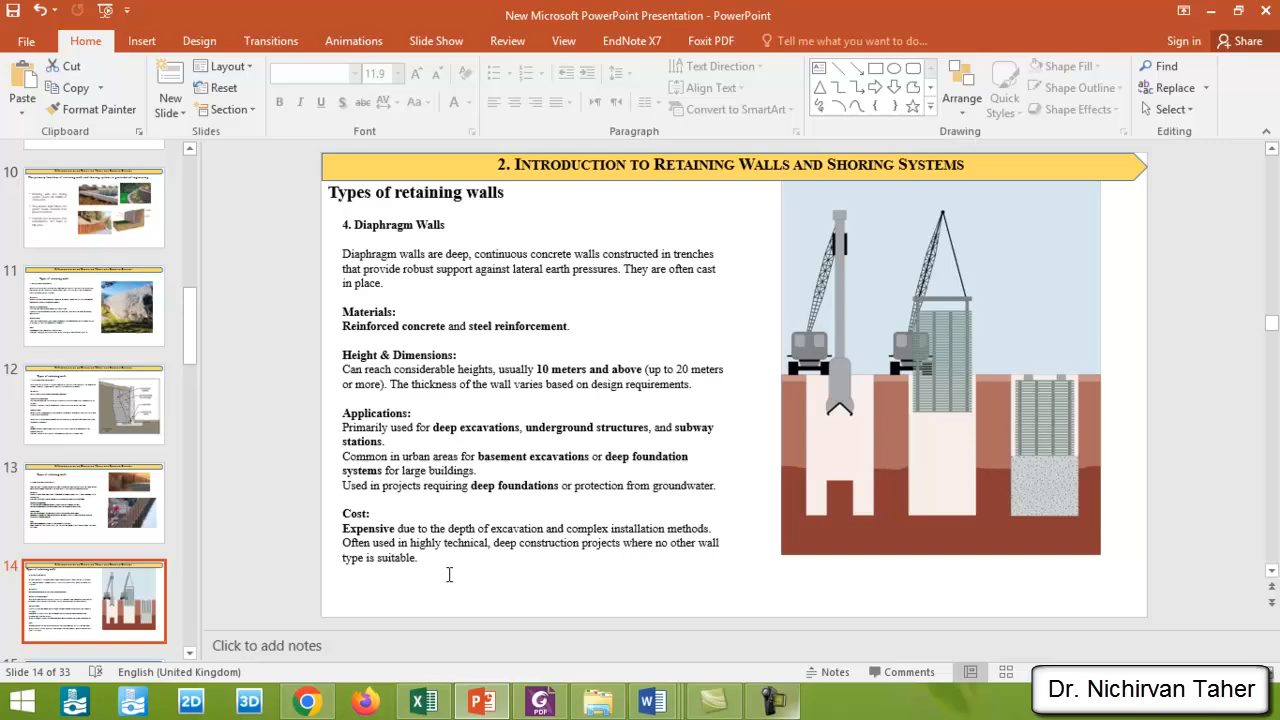 New Microsoft PowerPoint Presentation - PowerPoint
File Home Insert Design Transitions Animations Slide Show Review View EndNote X7 Foxit PDF Tell me what you want to do... Sign in Share
Paste
Cut
Copy
Format Painter
Clipboard
New Slide
Layout
Reset
Section
Slides
11.9
B I U S abc AV Aa A
Font
Text Direction
Align Text
Convert to SmartArt
Paragraph
Arrange
Quick Styles
Shape Fill
Shape Outline
Shape Effects
Drawing
Find
Replace
Select
Editing
10
11
12
13
14
2. INTRODUCTION TO RETAINING WALLS AND SHORING SYSTEMS
Types of retaining walls
4. Diaphragm Walls
Diaphragm walls are deep, continuous concrete walls constructed in trenches
that provide robust support against lateral earth pressures. They are often cast
in place.
Materials:
Reinforced concrete and steel reinforcement.
Height & Dimensions:
Can reach considerable heights, usually 10 meters and above (up to 20 meters
or more). The thickness of the wall varies based on design requirements.
Applications:
Primarily used for deep excavations, underground structures, and subway
stations.
Common in urban areas for basement excavations or deep foundation
systems for large buildings.
Used in projects requiring deep foundations or protection from groundwater.
Cost:
Expensive due to the depth of excavation and complex installation methods.
Often used in highly technical, deep construction projects where no other wall
type is suitable.
Click to add notes
Slide 14 of 33 English (United Kingdom) Notes Comments
2D 3D PDF
Dr. Nichirvan Taher